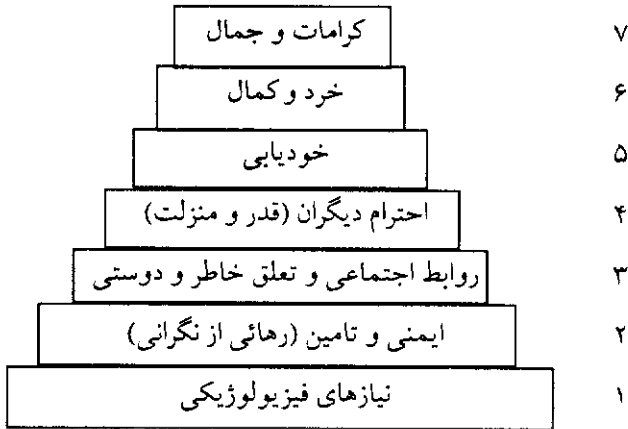 کرامات و جمال ۷
خرد و کمال ۶
خودیابی ۵
احترام دیگران (قدر و منزلت) ۴
روابط اجتماعی و تعلق خاطر و دوستی ۳
ایمنی و تامین (رهائی از نگرانی) ۲
نیازهای فیزیولوژیکی ۱